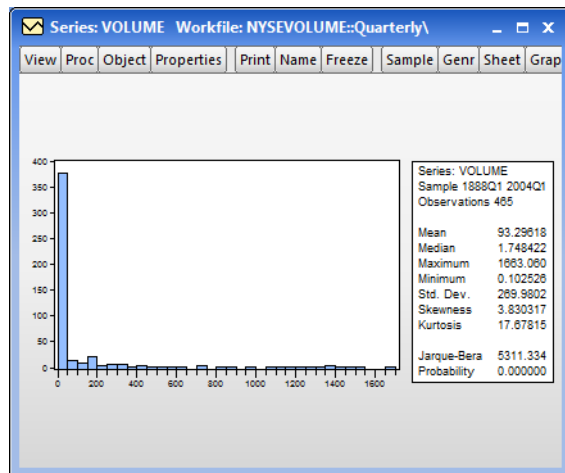 Series: VOLUME Workfile: NYSEVOLUME::Quarterly\
View Proc Object Properties Print Name Freeze Sample Genr Sheet Grap
400
350
300
250
200
150
100
50
0
0 200 400 600 800 1000 1200 1400 1600
Series: VOLUME
Sample 1888Q1 2004Q1
Observations 465
Mean 93.29618
Median 1.748422
Maximum 1663.060
Minimum 0.102526
Std. Dev. 269.9802
Skewness 3.830317
Kurtosis 17.67815
Jarque-Bera 5311.334
Probability 0.000000